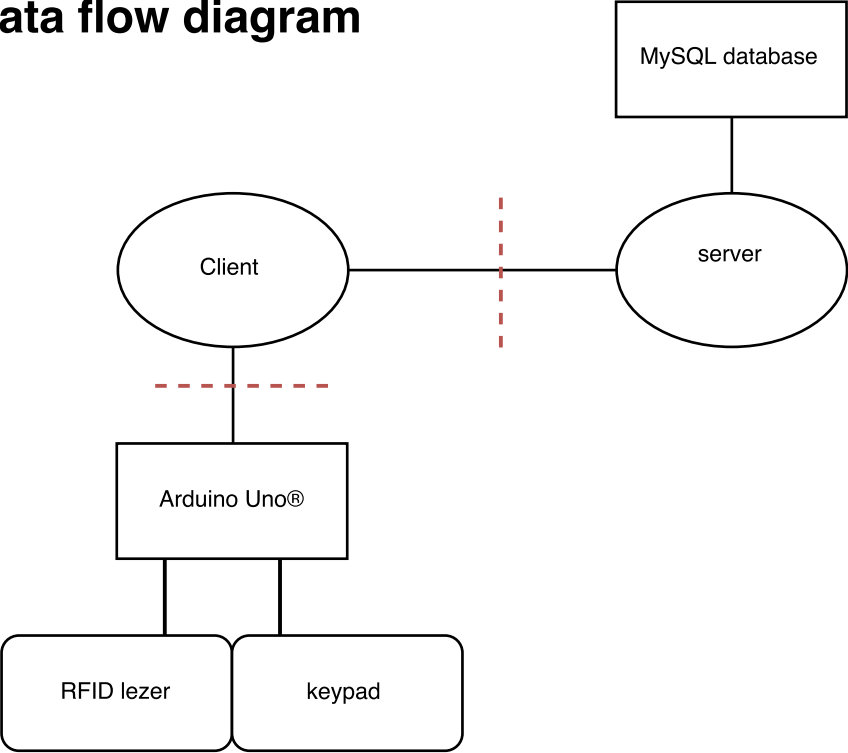 ata flow diagram
MySQL database
Client
server
Arduino Uno®
RFID lezer
keypad